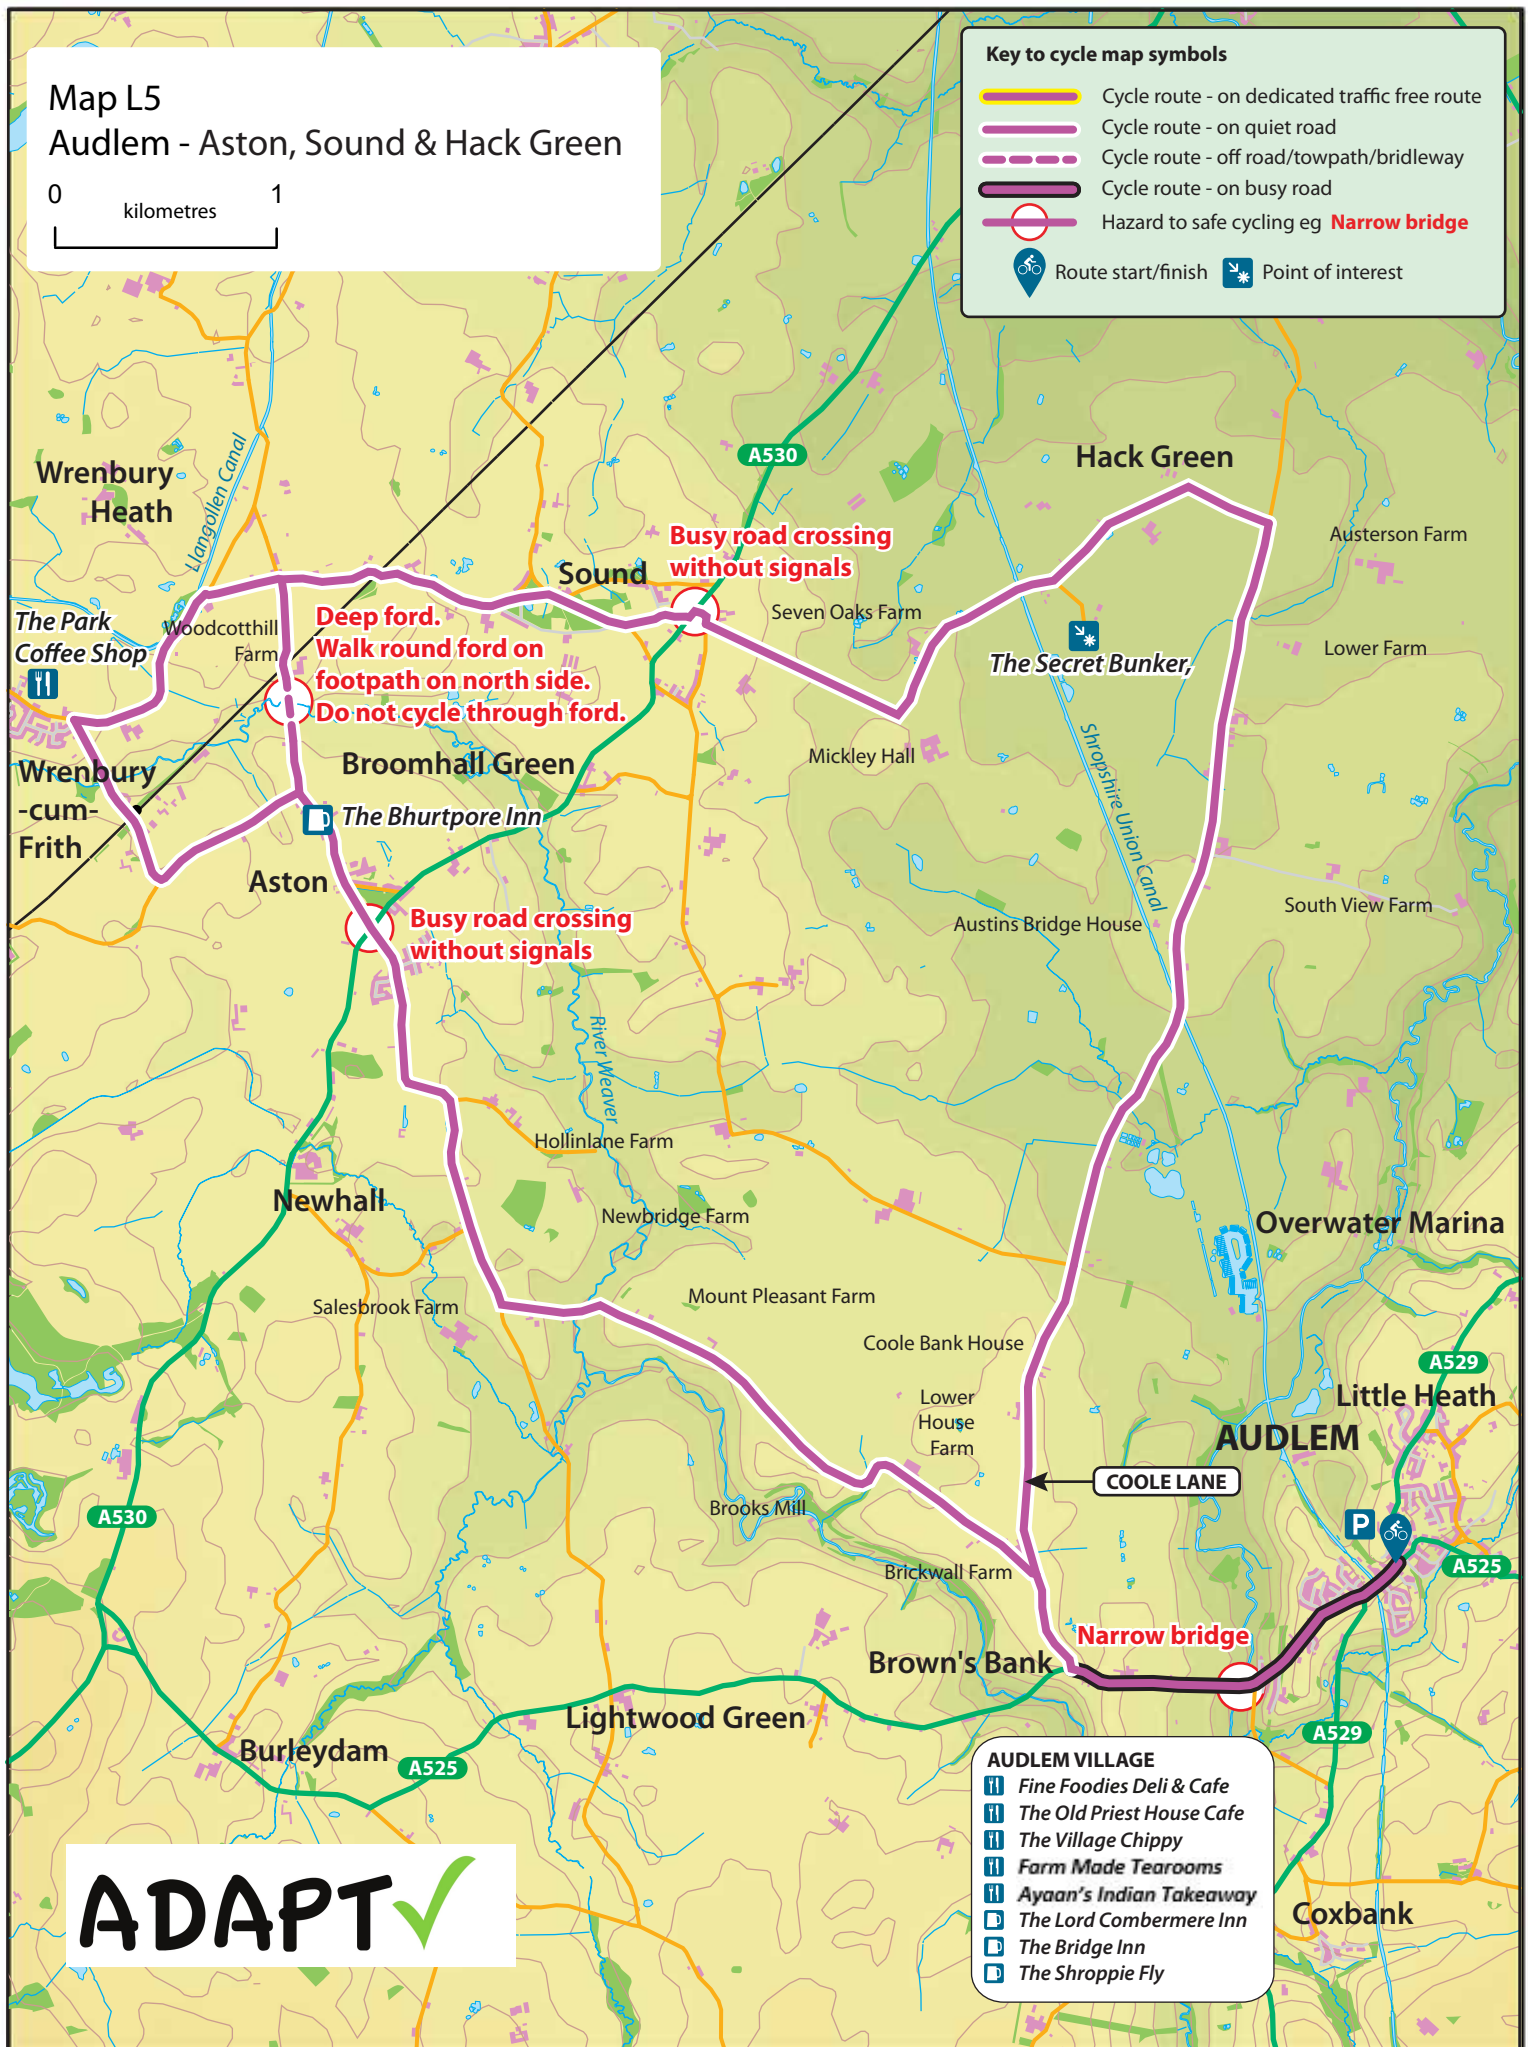 Map L5
Audlem - Aston, Sound & Hack Green
0 1
kilometres
Key to cycle map symbols
Cycle route - on dedicated traffic free route
Cycle route - on quiet road
Cycle route - off road/towpath/bridleway
Cycle route - on busy road
Hazard to safe cycling eg Narrow bridge
Route start/finish
Point of interest
A530
Hack Green
Wrenbury
Heath
Llangollen Canal
Austerson Farm
Busy road crossing
without signals
Sound
Seven Oaks Farm
The Park
Coffee Shop
Woodcotthill
Farm
Deep ford.
Walk round ford on
footpath on north side.
Do not cycle through ford.
The Secret Bunker,
Lower Farm
Mickley Hall
Shropshire Union Canal
Broomhall Green
Wrenbury
-cum-
Frith
The Bhurtpore Inn
Aston
Busy road crossing
without signals
Austins Bridge House
South View Farm
River Weaver
Hollinlane Farm
Newhall
Newbridge Farm
Overwater Marina
Salesbrook Farm
Mount Pleasant Farm
Coole Bank House
A529
Little Heath
Lower
House
Farm
AUDLEM
COOLE LANE
Brooks Mill
A530
P
A525
Brickwall Farm
Narrow bridge
Brown's Bank
Lightwood Green
A529
Burleydam
A525
AUDLEM VILLAGE
Fine Foodies Deli & Cafe
The Old Priest House Cafe
The Village Chippy
Farm Made Tearooms
Ayaan's Indian Takeaway
The Lord Combermere Inn
The Bridge Inn
The Shroppie Fly
Coxbank
ADAPT